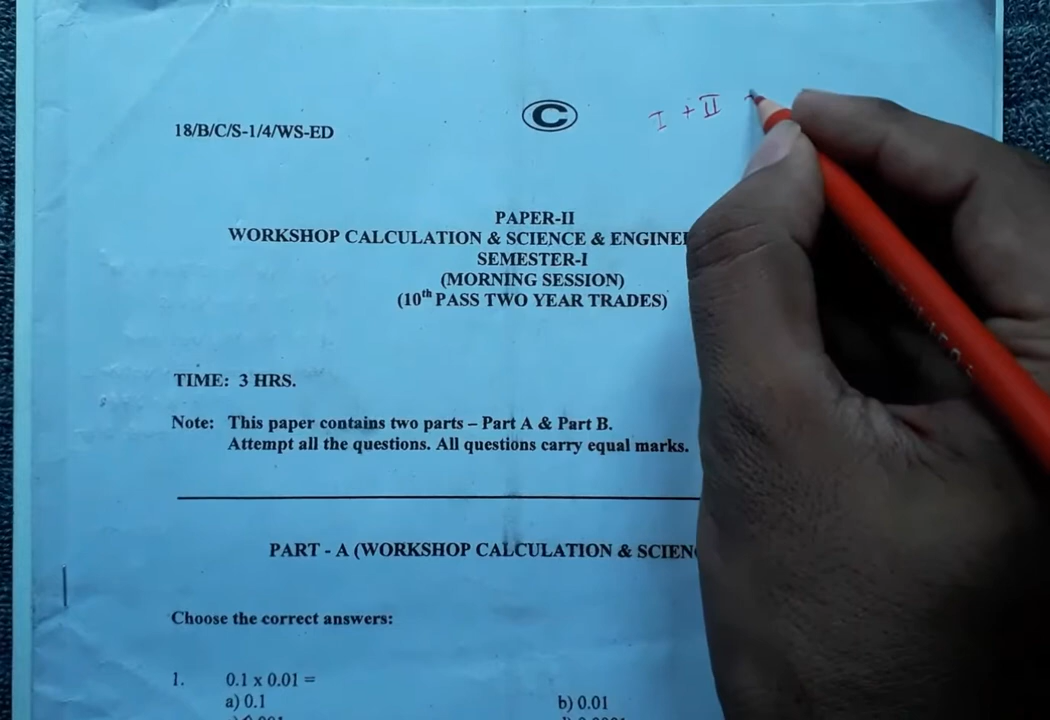 18/B/C/S-1/4/WS-ED
C
I + II
PAPER-II
WORKSHOP CALCULATION & SCIENCE &
SEMESTER-I
(MORNING SESSION)
(10th PASS TWO YEAR TRADES)
TIME: 3 HRS.
Note: This paper contains two parts – Part A & Part B.
Attempt all the questions. All questions carry equal marks.
PART - A (WORKSHOP CALCULATION &
Choose the correct answers:
1. 0.1 x 0.01 =
a) 0.1 b) 0.01